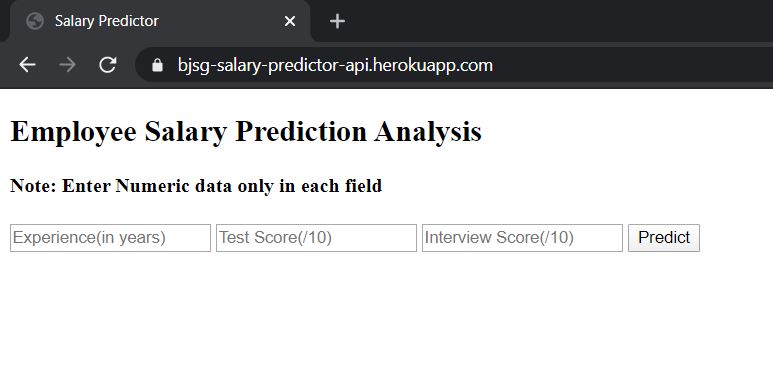 Salary Predictor
bjsg-salary-predictor-api.herokuapp.com
Employee Salary Prediction Analysis
Note: Enter Numeric data only in each field
Experience(in years) Test Score(/10) Interview Score(/10) Predict